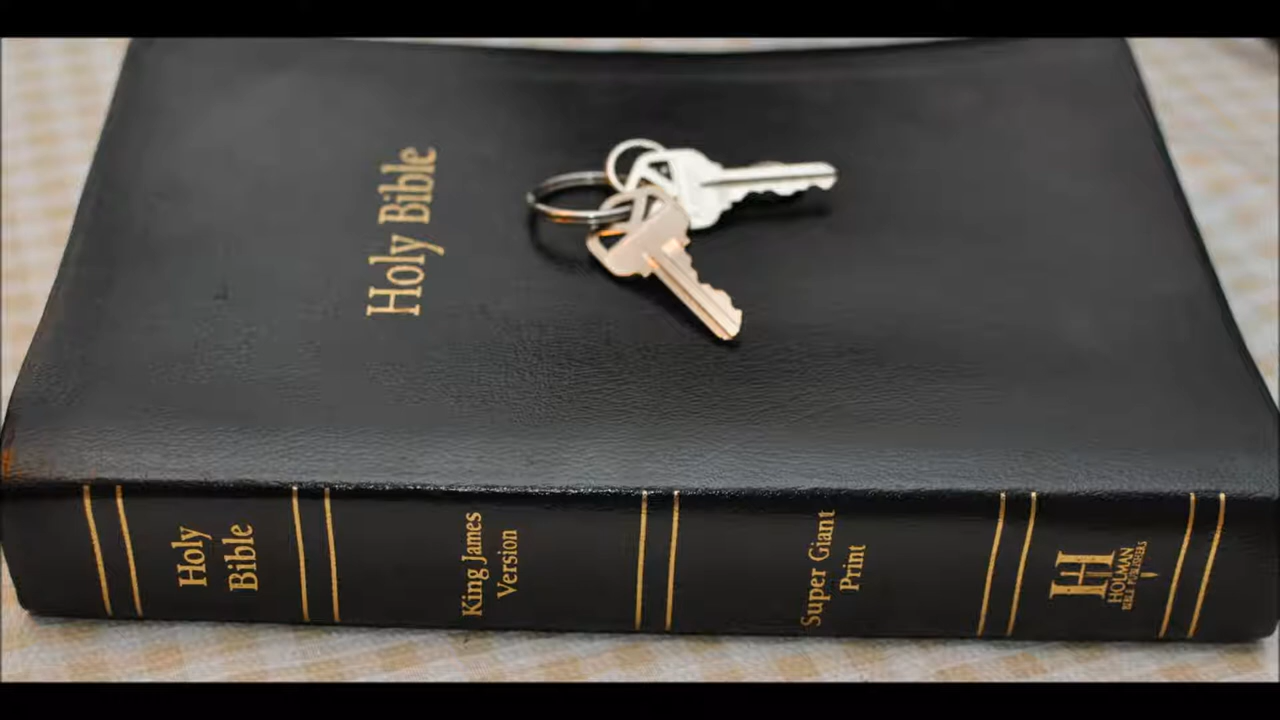 Holy Bible
Holy
Bible
King James
Version
Super Giant
Print
H
HOLMAN
BIBLE PUBLISHERS